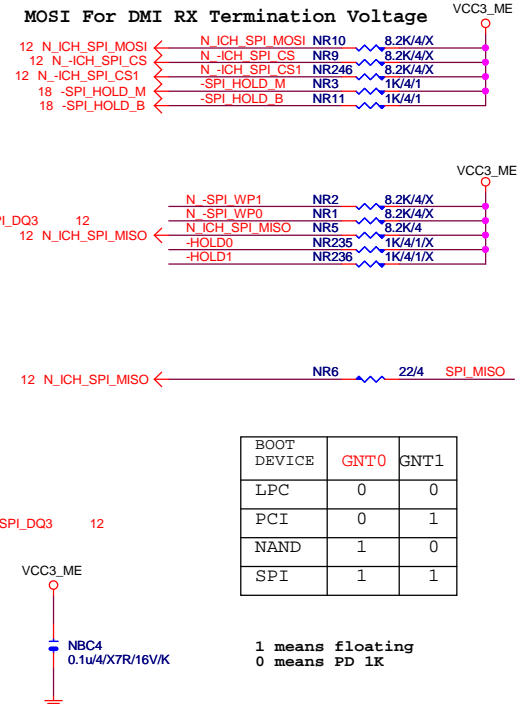 MOSI For DMI RX Termination Voltage
VCC3_ME
12 N_ICH_SPI_MOSI N_ICH_SPI_MOSI NR10 8.2K/4/X
12 N_-ICH_SPI_CS N_-ICH_SPI_CS NR9 8.2K/4/X
12 N_-ICH_SPI_CS1 N_-ICH_SPI_CS1 NR246 8.2K/4/X
18 -SPI_HOLD_M -SPI_HOLD_M NR3 1K/4/1
18 -SPI_HOLD_B -SPI_HOLD_B NR11 1K/4/1
VCC3_ME
N_-SPI_WP1 NR2 8.2K/4/X
N_-SPI_WP0 NR1 8.2K/4/X
PI_DQ3 12
12 N_ICH_SPI_MISO N_ICH_SPI_MISO NR5 8.2K/4
-HOLD0 NR235 1K/4/1/X
-HOLD1 NR236 1K/4/1/X
12 N_ICH_SPI_MISO NR6 22/4 SPI_MISO
BOOT
DEVICE GNT0 GNT1
LPC 0 0
PCI 0 1
NAND 1 0
SPI 1 1
SPI_DQ3 12
VCC3_ME
NBC4
0.1u/4/X7R/16V/K
1 means floating
0 means PD 1K